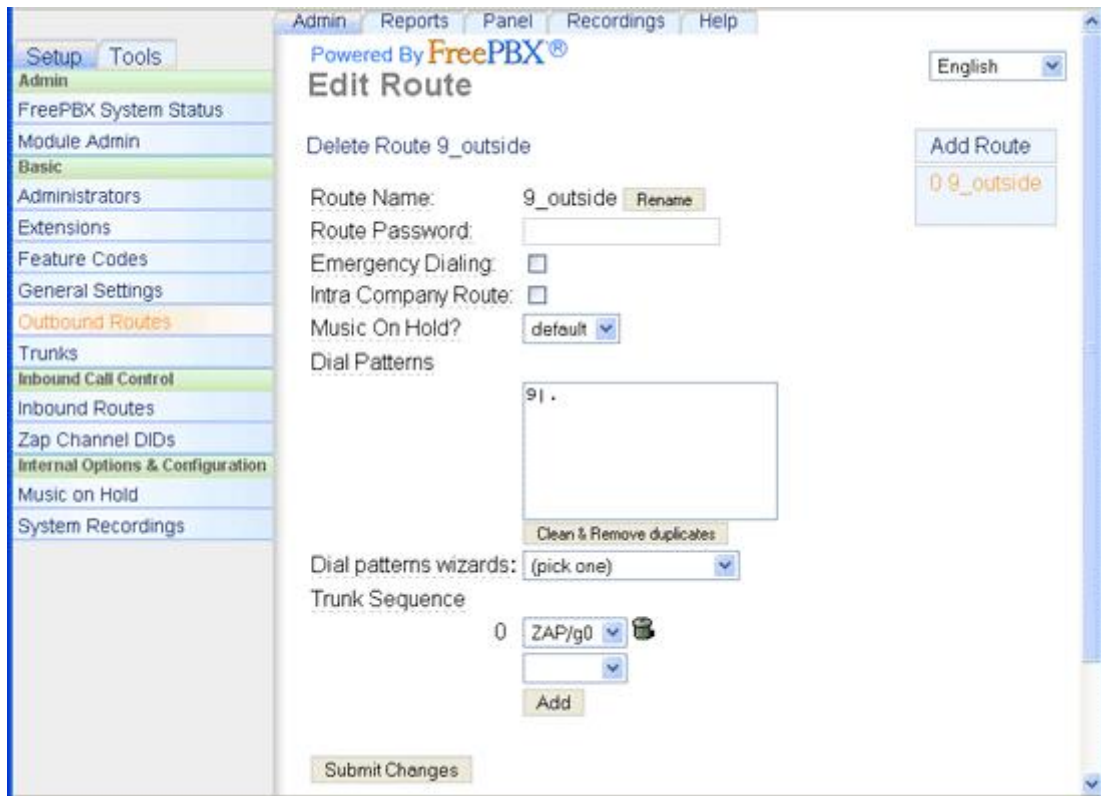 Admin Reports Panel Recordings Help
Setup Tools
Admin
FreePBX System Status
Module Admin
Basic
Administrators
Extensions
Feature Codes
General Settings
Outbound Routes
Trunks
Inbound Call Control
Inbound Routes
Zap Channel DIDs
Internal Options & Configuration
Music on Hold
System Recordings
Powered By FreePBX®
English
Edit Route
Delete Route 9_outside
Add Route
0 9_outside
Route Name: 9_outside Rename
Route Password:
Emergency Dialing:
Intra Company Route:
Music On Hold? default
Dial Patterns
9|.
Clean & Remove duplicates
Dial patterns wizards: (pick one)
Trunk Sequence
0 ZAP/g0
Add
Submit Changes